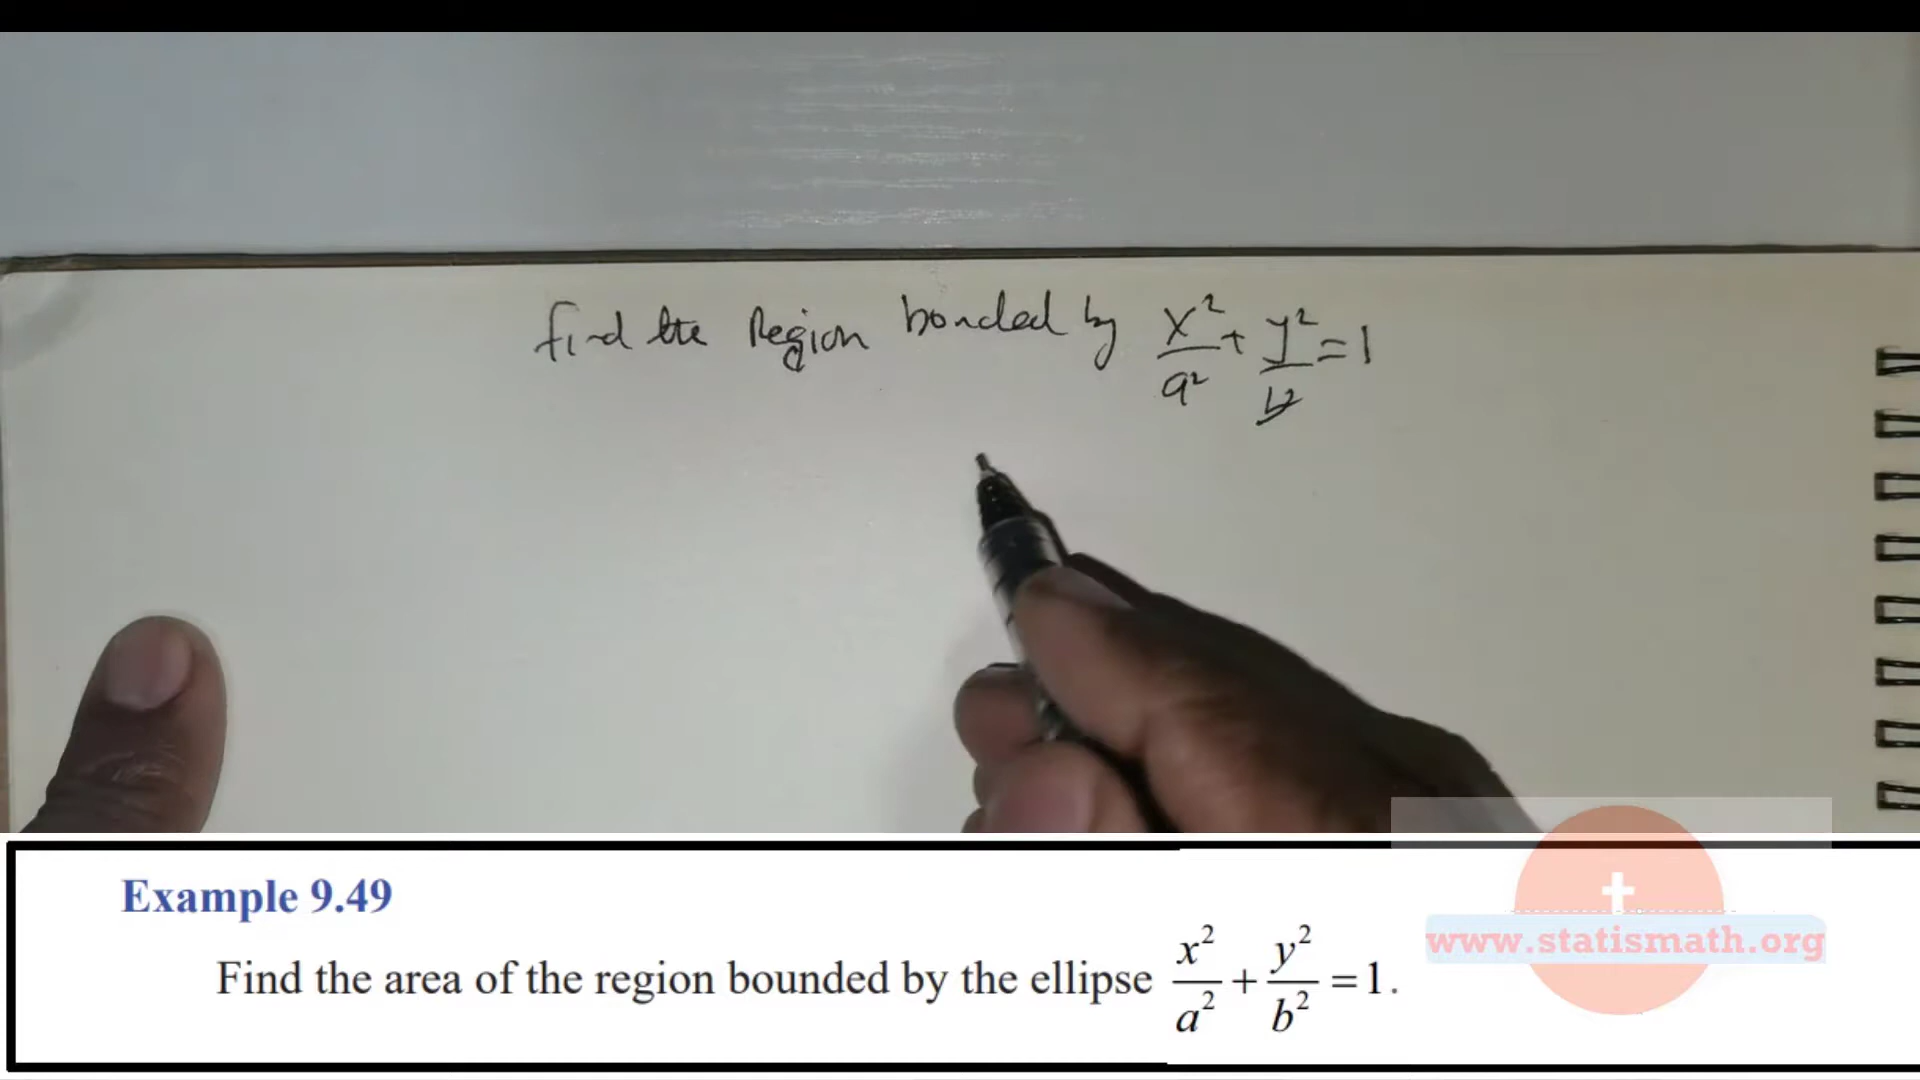 find the Region bonded by x²/a² + y²/b² = 1
Example 9.49
Find the area of the region bounded by the ellipse x²/a² + y²/b² = 1.
www.statismath.org